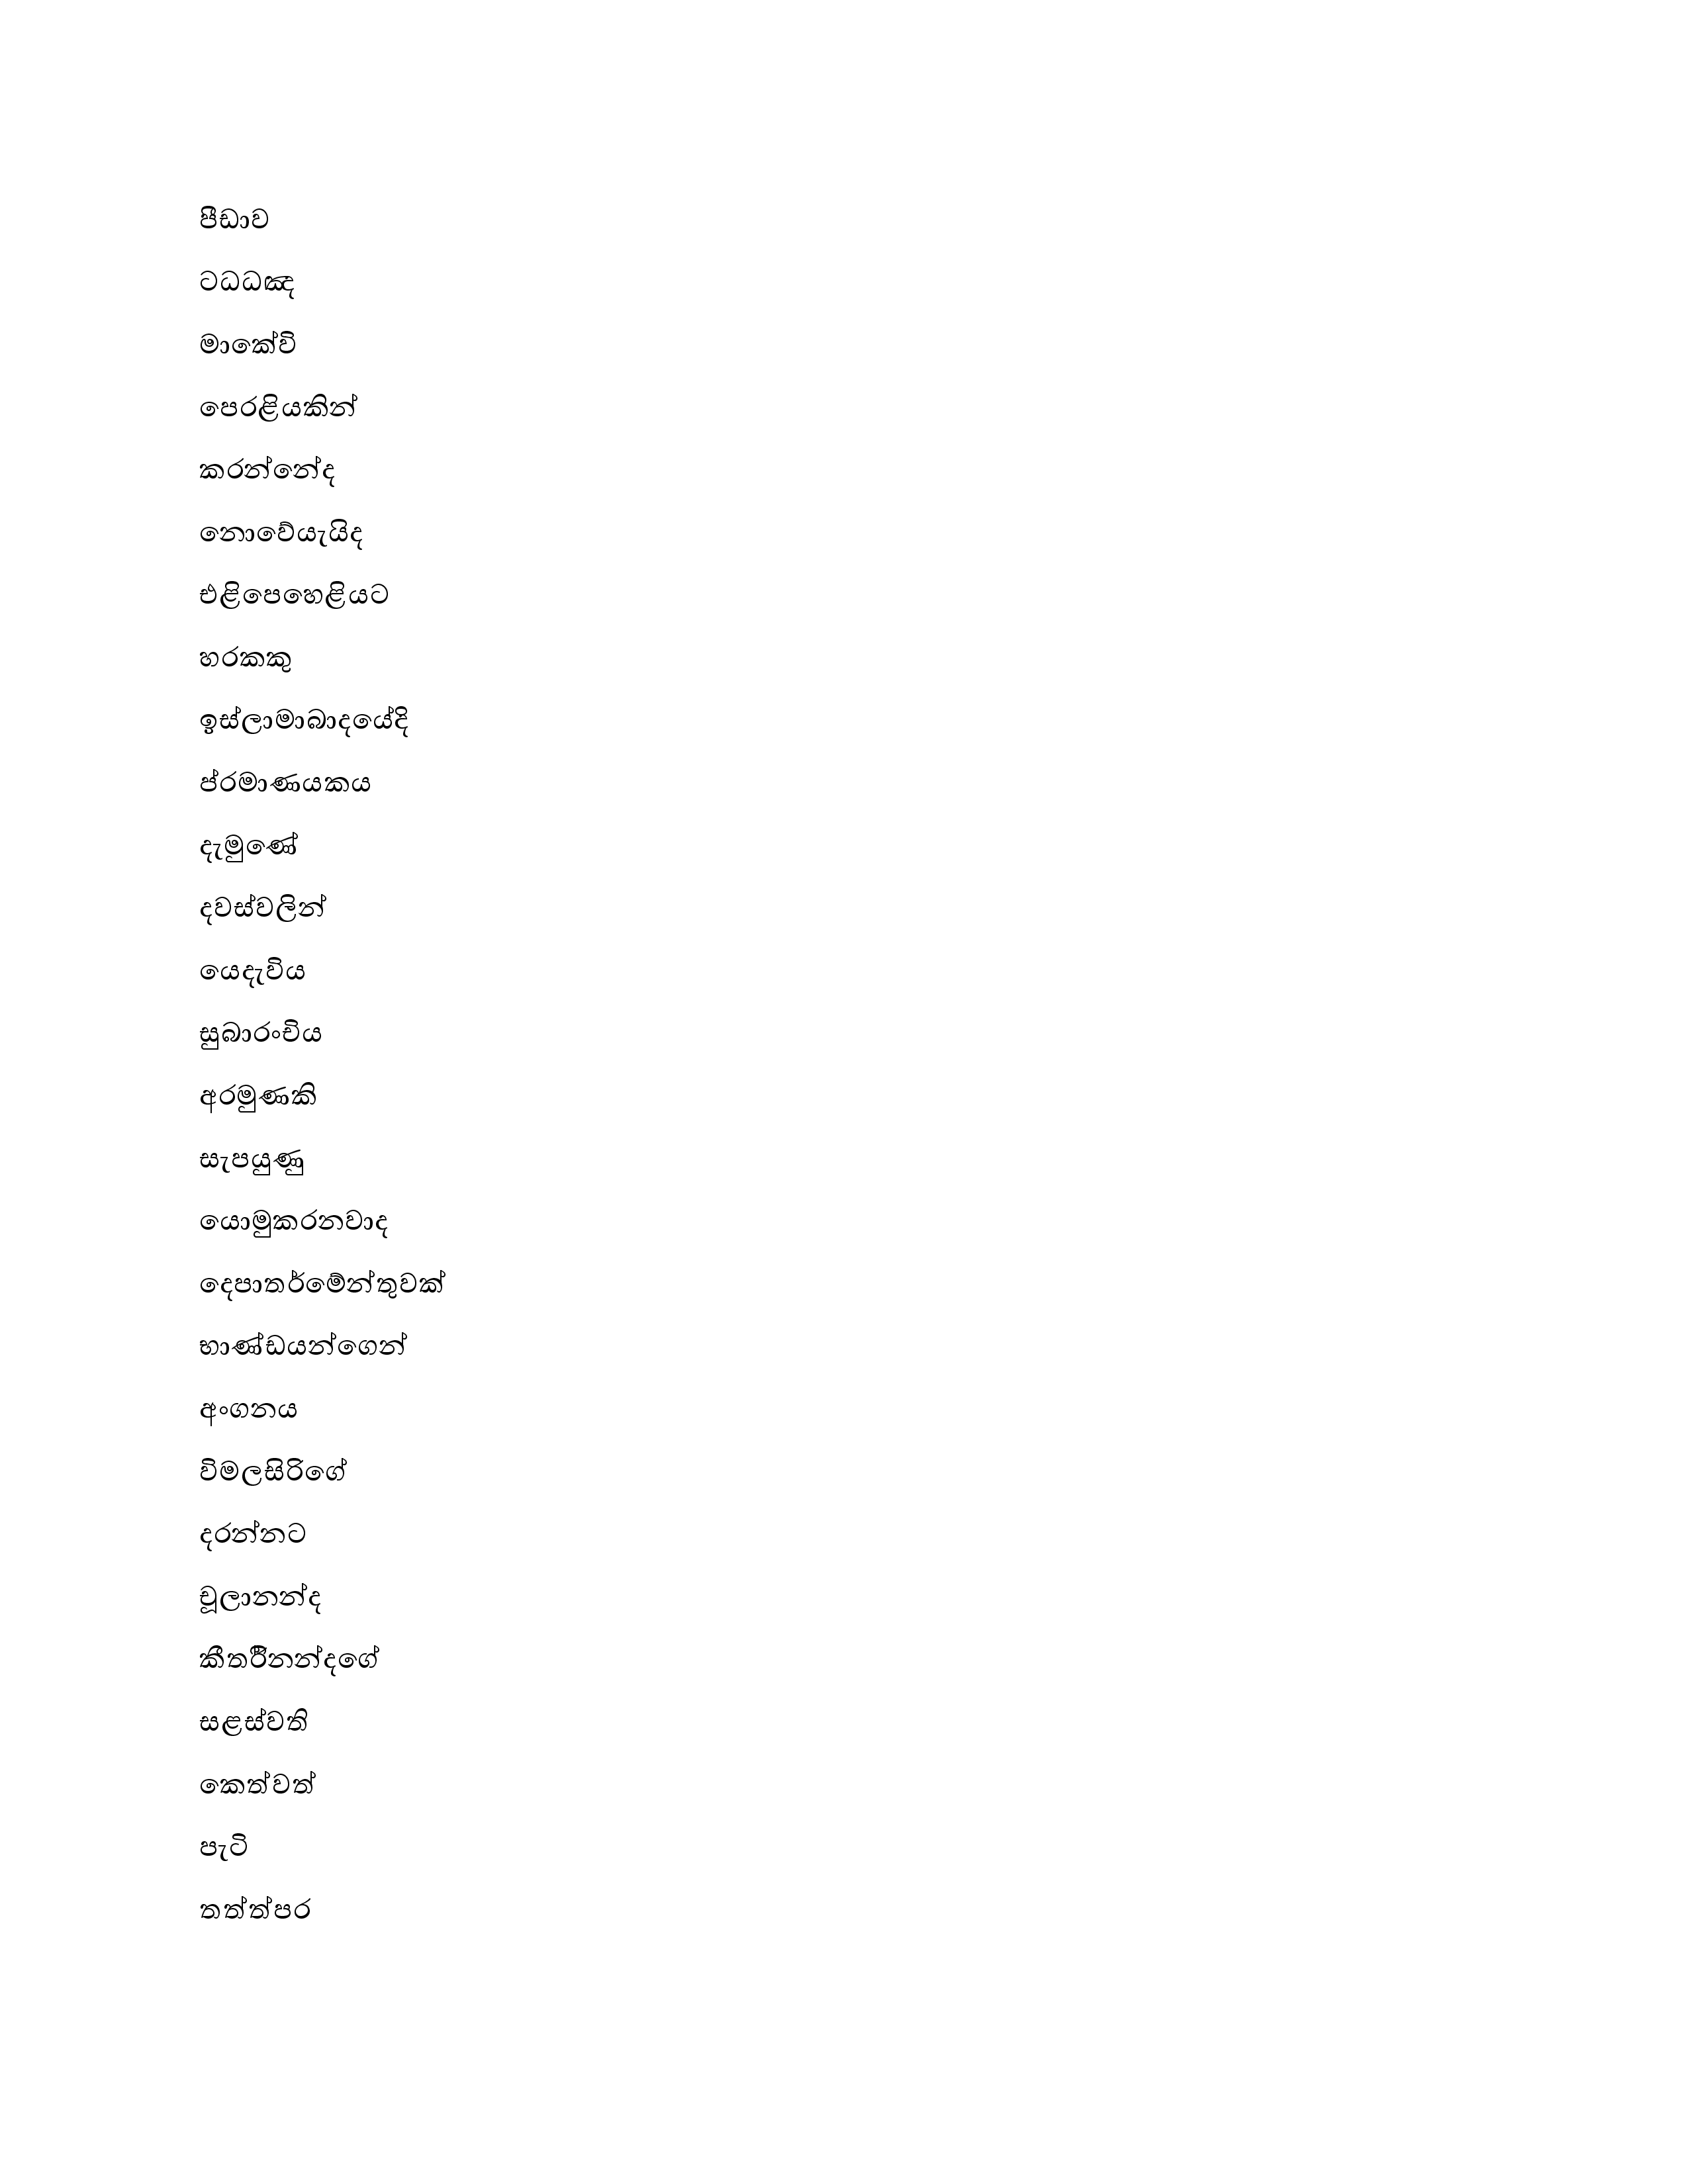 පීඩාව
ටධධඤ
මාකේවි
පෙරළියකින්
කරන්නේද
නොවේයැයිද
එළිපෙහෙළියට
හරකකු
ඉස්ලාමාබාදයේදි
ප්රමාණයකය
දැමුණේ
දවස්වලින්
යෙදැවිය
සුබාරංචිය
අරමුණකි
සැපයුණු
යොමුකරනවාද
දෙපාතර්මේන්තුවක්
භාණ්ඩයන්ගෙන්
අංගනය
විමලසිරිගේ
දරන්නට
චූලානන්ද
කීතර්නන්දගේ
සළස්වති
කෙත්වත්
පැටි
තත්ත්පර